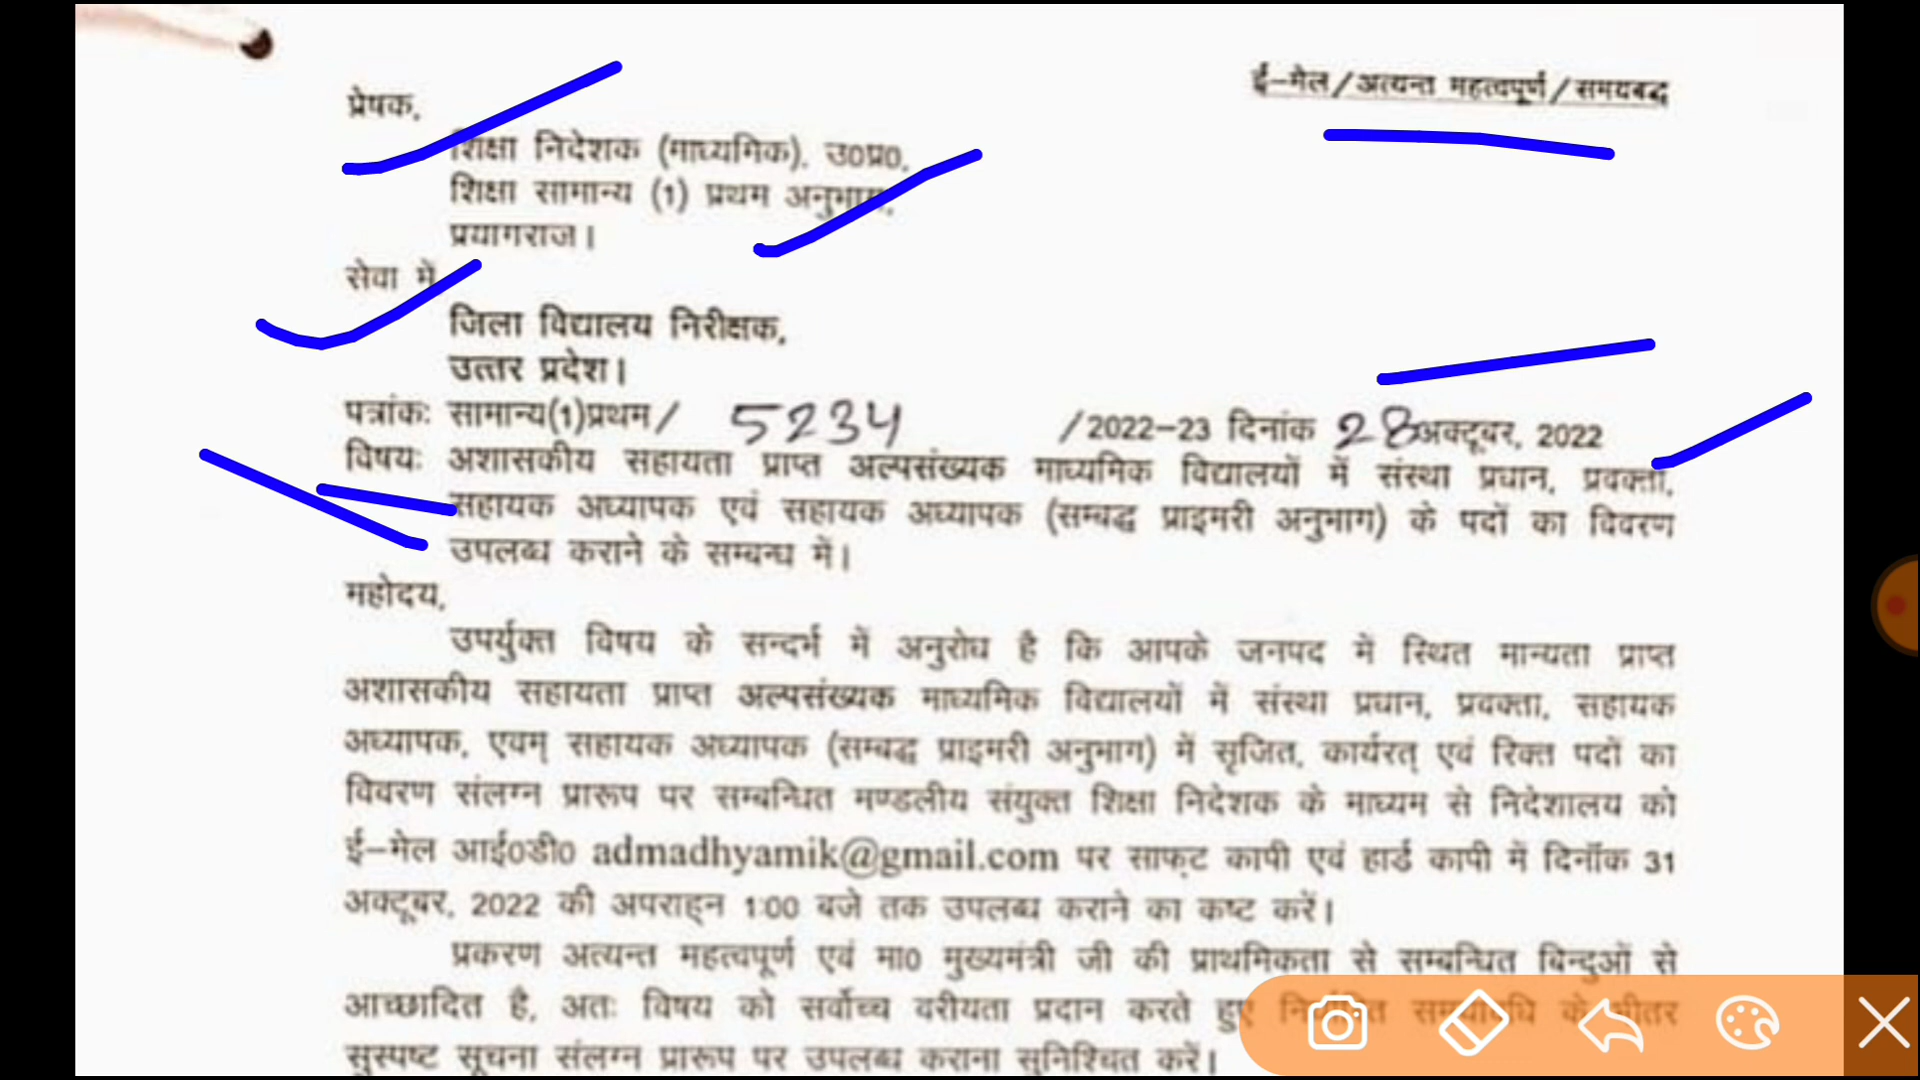 ई–मेल/अत्यन्त महत्वपूर्ण/समयबद्ध
प्रेषक,
शिक्षा निदेशक (माध्यमिक), उ0प्र0,
शिक्षा सामान्य (1) प्रथम अनुभाग,
प्रयागराज।
सेवा में
जिला विद्यालय निरीक्षक,
उत्तर प्रदेश।
पत्रांकः सामान्य(1)प्रथम/ 5234 /2022–23 दिनांक 28 अक्टूबर, 2022
विषयः अशासकीय सहायता प्राप्त अल्पसंख्यक माध्यमिक विद्यालयों में संस्था प्रधान, प्रवक्ता,
सहायक अध्यापक एवं सहायक अध्यापक (सम्बद्ध प्राइमरी अनुभाग) के पदों का विवरण
उपलब्ध कराने के सम्बन्ध में।
महोदय,
उपर्युक्त विषय के सन्दर्भ में अनुरोध है कि आपके जनपद में स्थित मान्यता प्राप्त
अशासकीय सहायता प्राप्त अल्पसंख्यक माध्यमिक विद्यालयों में संस्था प्रधान, प्रवक्ता, सहायक
अध्यापक, एवम् सहायक अध्यापक (सम्बद्ध प्राइमरी अनुभाग) में सृजित, कार्यरत् एवं रिक्त पदों का
विवरण संलग्न प्रारूप पर सम्बन्धित मण्डलीय संयुक्त शिक्षा निदेशक के माध्यम से निदेशालय को
ई–मेल आई0डी0 admadhyamik@gmail.com पर साफ्ट कापी एवं हार्ड कापी में दिनॉक 31
अक्टूबर, 2022 की अपराह्न 1:00 बजे तक उपलब्ध कराने का कष्ट करें।
प्रकरण अत्यन्त महत्वपूर्ण एवं मा0 मुख्यमंत्री जी की प्राथमिकता से सम्बन्धित बिन्दुओं से
आच्छादित है, अतः विषय को सर्वोच्च वरीयता प्रदान करते हुए निर्धारित समयावधि के भीतर
सुस्पष्ट सूचना संलग्न प्रारूप पर उपलब्ध कराना सुनिश्चित करें।